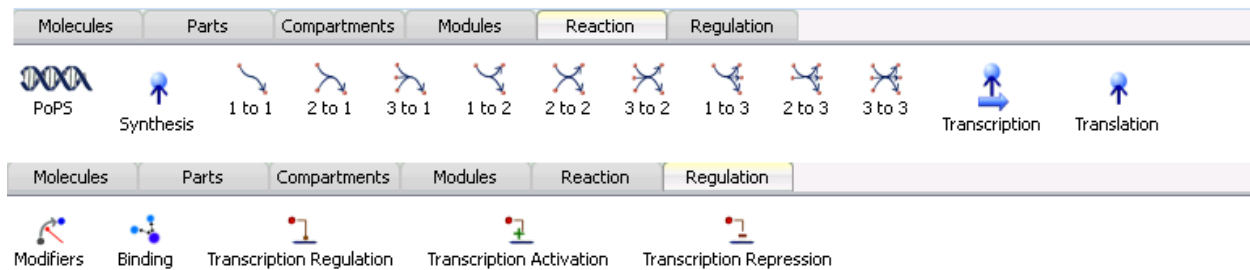 Molecules Parts Compartments Modules Reaction Regulation
PoPS Synthesis 1 to 1 2 to 1 3 to 1 1 to 2 2 to 2 3 to 2 1 to 3 2 to 3 3 to 3 Transcription Translation
Molecules Parts Compartments Modules Reaction Regulation
Modifiers Binding Transcription Regulation Transcription Activation Transcription Repression